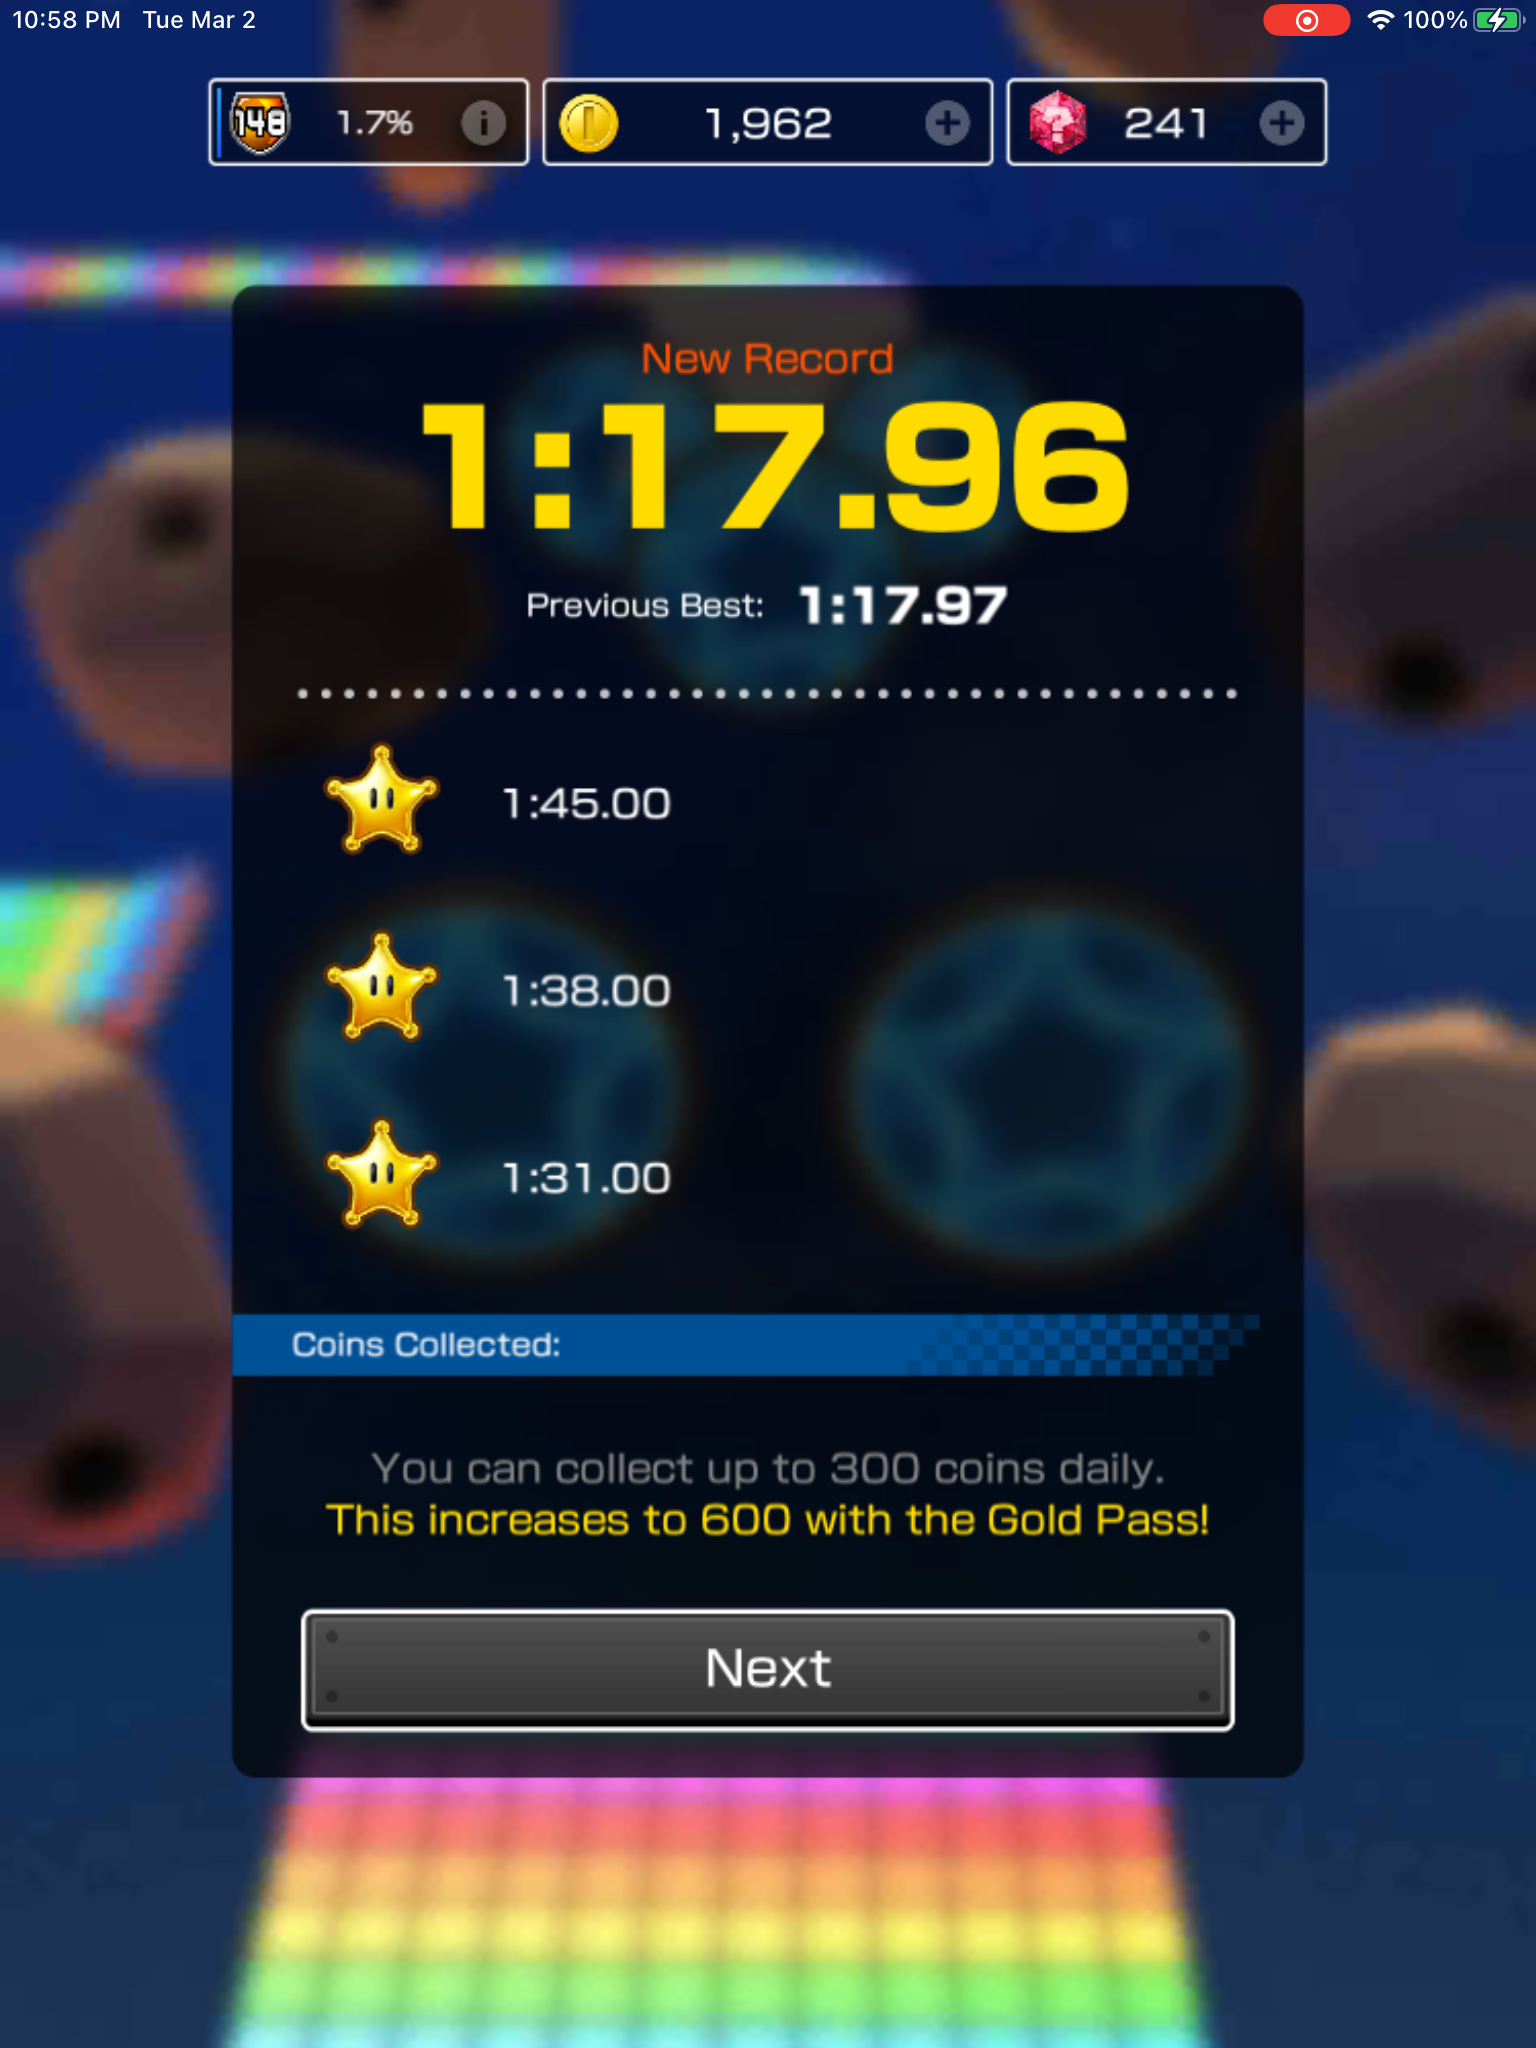 10:58 PM Tue Mar 2 100%
148 1.7% i 1,962 + ? 241 +
New Record
1:17.96
Previous Best: 1:17.97
1:45.00
1:38.00
1:31.00
Coins Collected:
You can collect up to 300 coins daily.
This increases to 600 with the Gold Pass!
Next